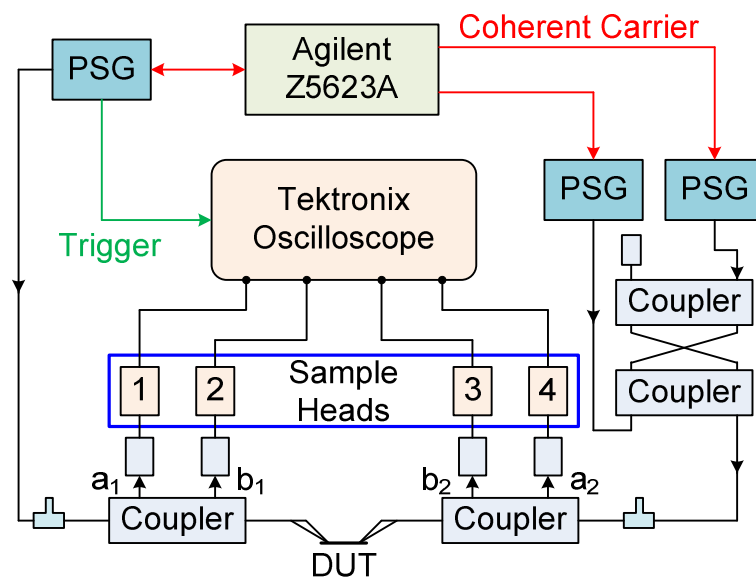 Coherent Carrier
PSG
Agilent
Z5623A
PSG
PSG
Tektronix
Oscilloscope
Trigger
Coupler
Coupler
1
2
Sample
Heads
3
4
a₁
b₁
b₂
a₂
Coupler
Coupler
DUT